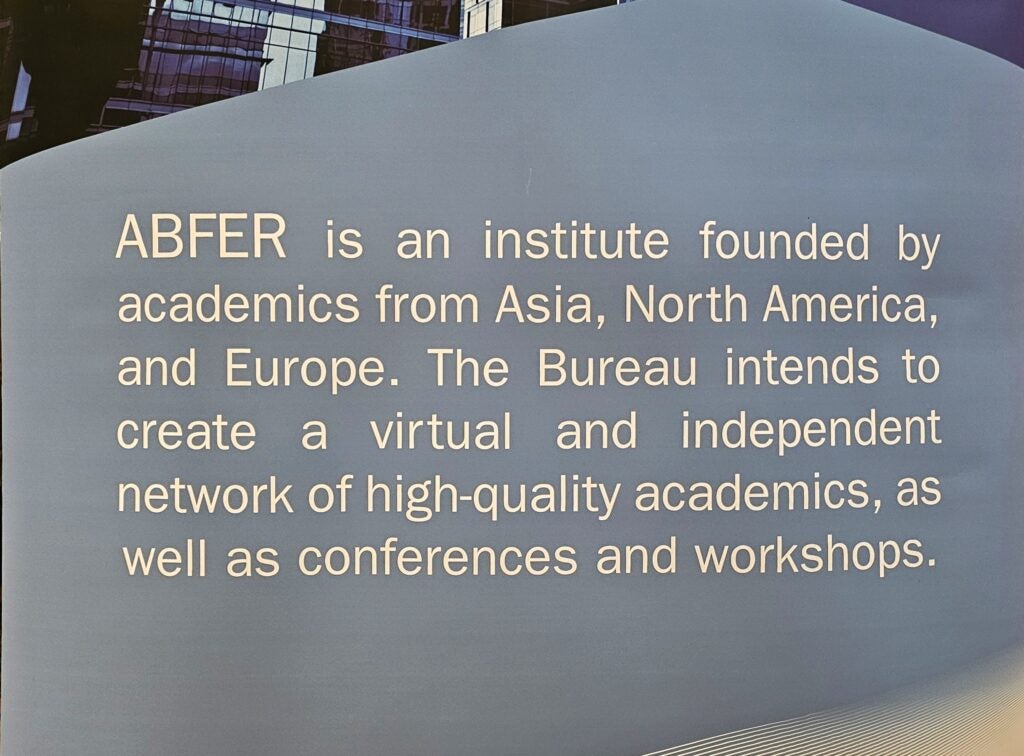 ABFER is an institute founded by
academics from Asia, North America,
and Europe. The Bureau intends to
create a virtual and independent
network of high-quality academics, as
well as conferences and workshops.